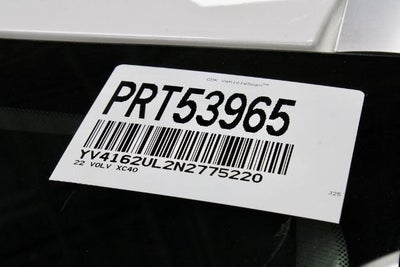 CDK VehicleScan™
PRT53965
YV4162UL2N2775220
22 VOLV XC40
J25